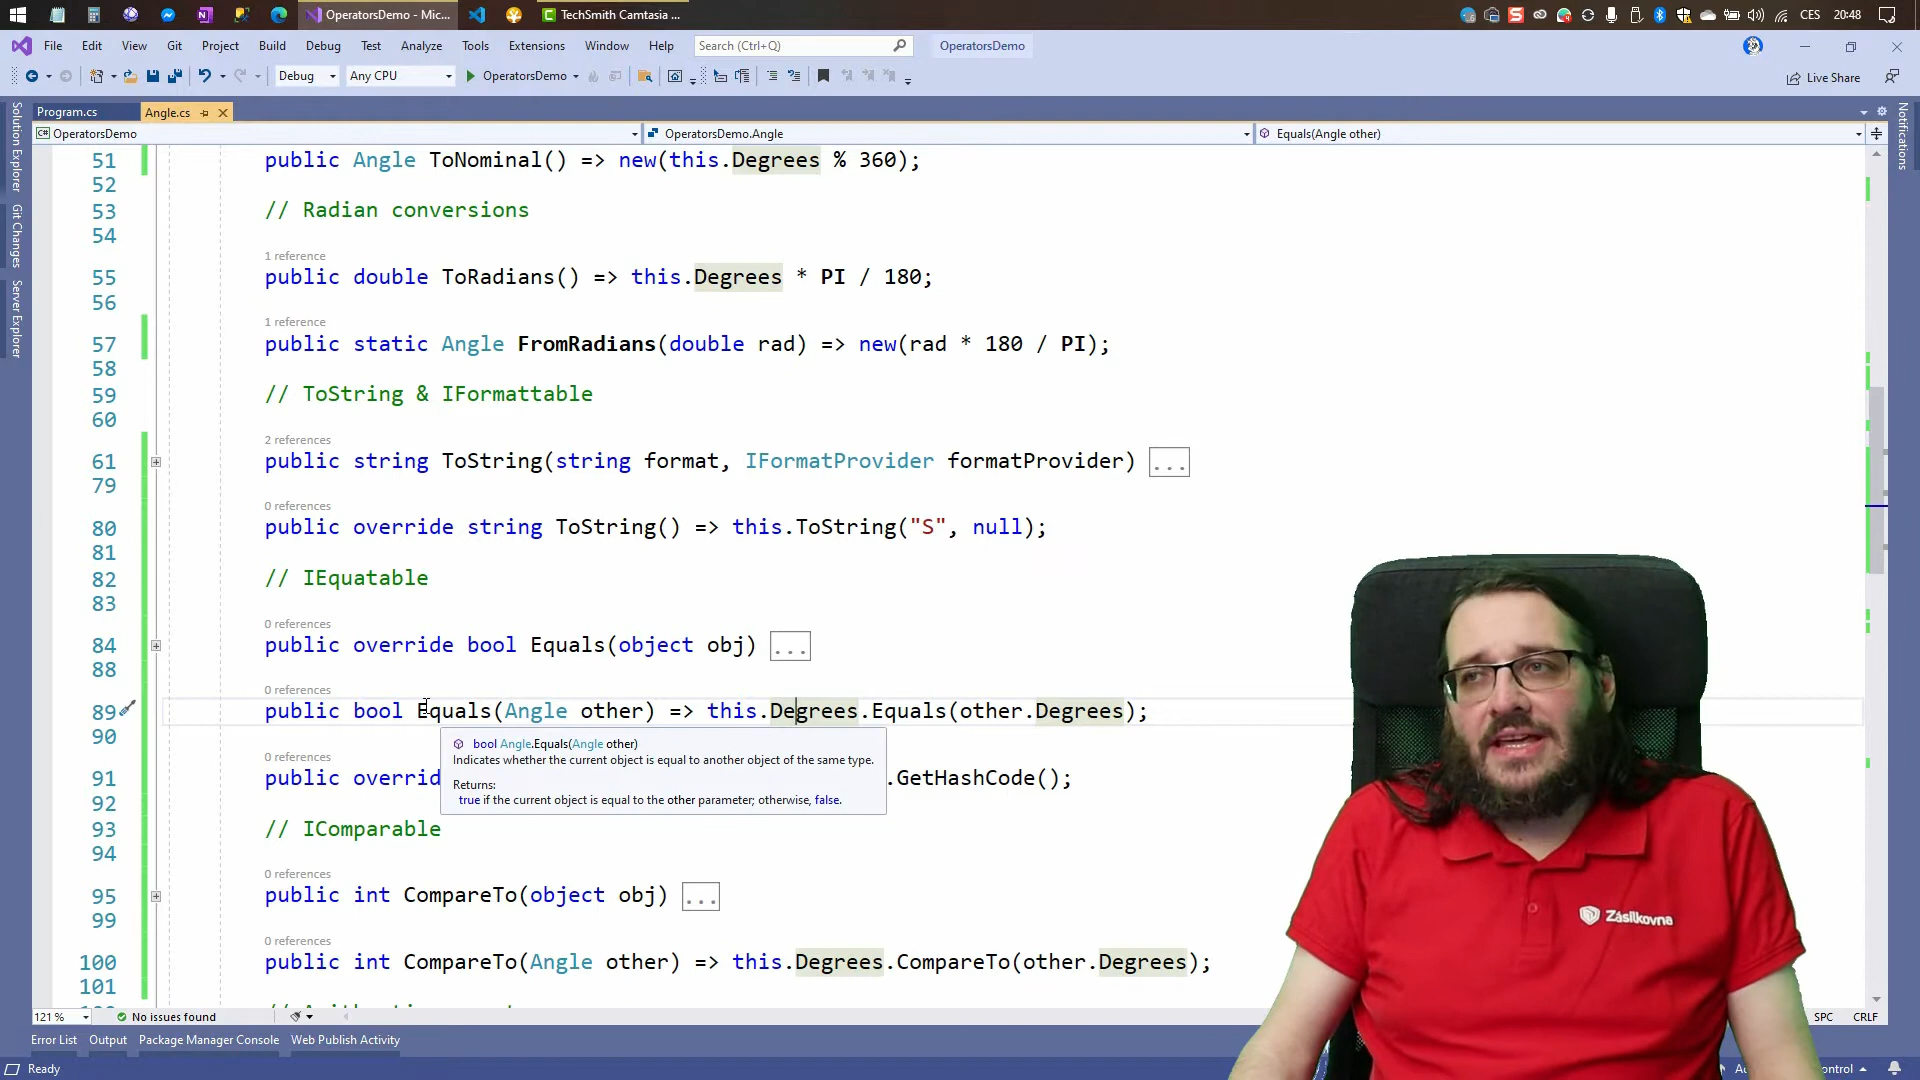 OperatorsDemo - Mic...
TechSmith Camtasia ...
CES
20:48
File Edit View Git Project Build Debug Test Analyze Tools Extensions Window Help
Search (Ctrl+Q)
OperatorsDemo
Debug
Any CPU
OperatorsDemo
Live Share
Program.cs
Angle.cs
OperatorsDemo
OperatorsDemo.Angle
Equals(Angle other)
Solution Explorer
Git Changes
Server Explorer
Notifications
51 public Angle ToNominal() => new(this.Degrees % 360);
52
53 // Radian conversions
54
1 reference
55 public double ToRadians() => this.Degrees * PI / 180;
56
1 reference
57 public static Angle FromRadians(double rad) => new(rad * 180 / PI);
58
59 // ToString & IFormattable
60
2 references
61 public string ToString(string format, IFormatProvider formatProvider) ...
79
0 references
80 public override string ToString() => this.ToString("S", null);
81
82 // IEquatable
83
0 references
84 public override bool Equals(object obj) ...
88
0 references
89 public bool Equals(Angle other) => this.Degrees.Equals(other.Degrees);
90
bool Angle.Equals(Angle other)
Indicates whether the current object is equal to another object of the same type.
Returns:
true if the current object is equal to the other parameter; otherwise, false.
0 references
91 public overrid .GetHashCode();
92
93 // IComparable
94
0 references
95 public int CompareTo(object obj) ...
99
0 references
100 public int CompareTo(Angle other) => this.Degrees.CompareTo(other.Degrees);
101
Zásilkovna
121 %
No issues found
SPC
CRLF
Error List
Output
Package Manager Console
Web Publish Activity
Ready